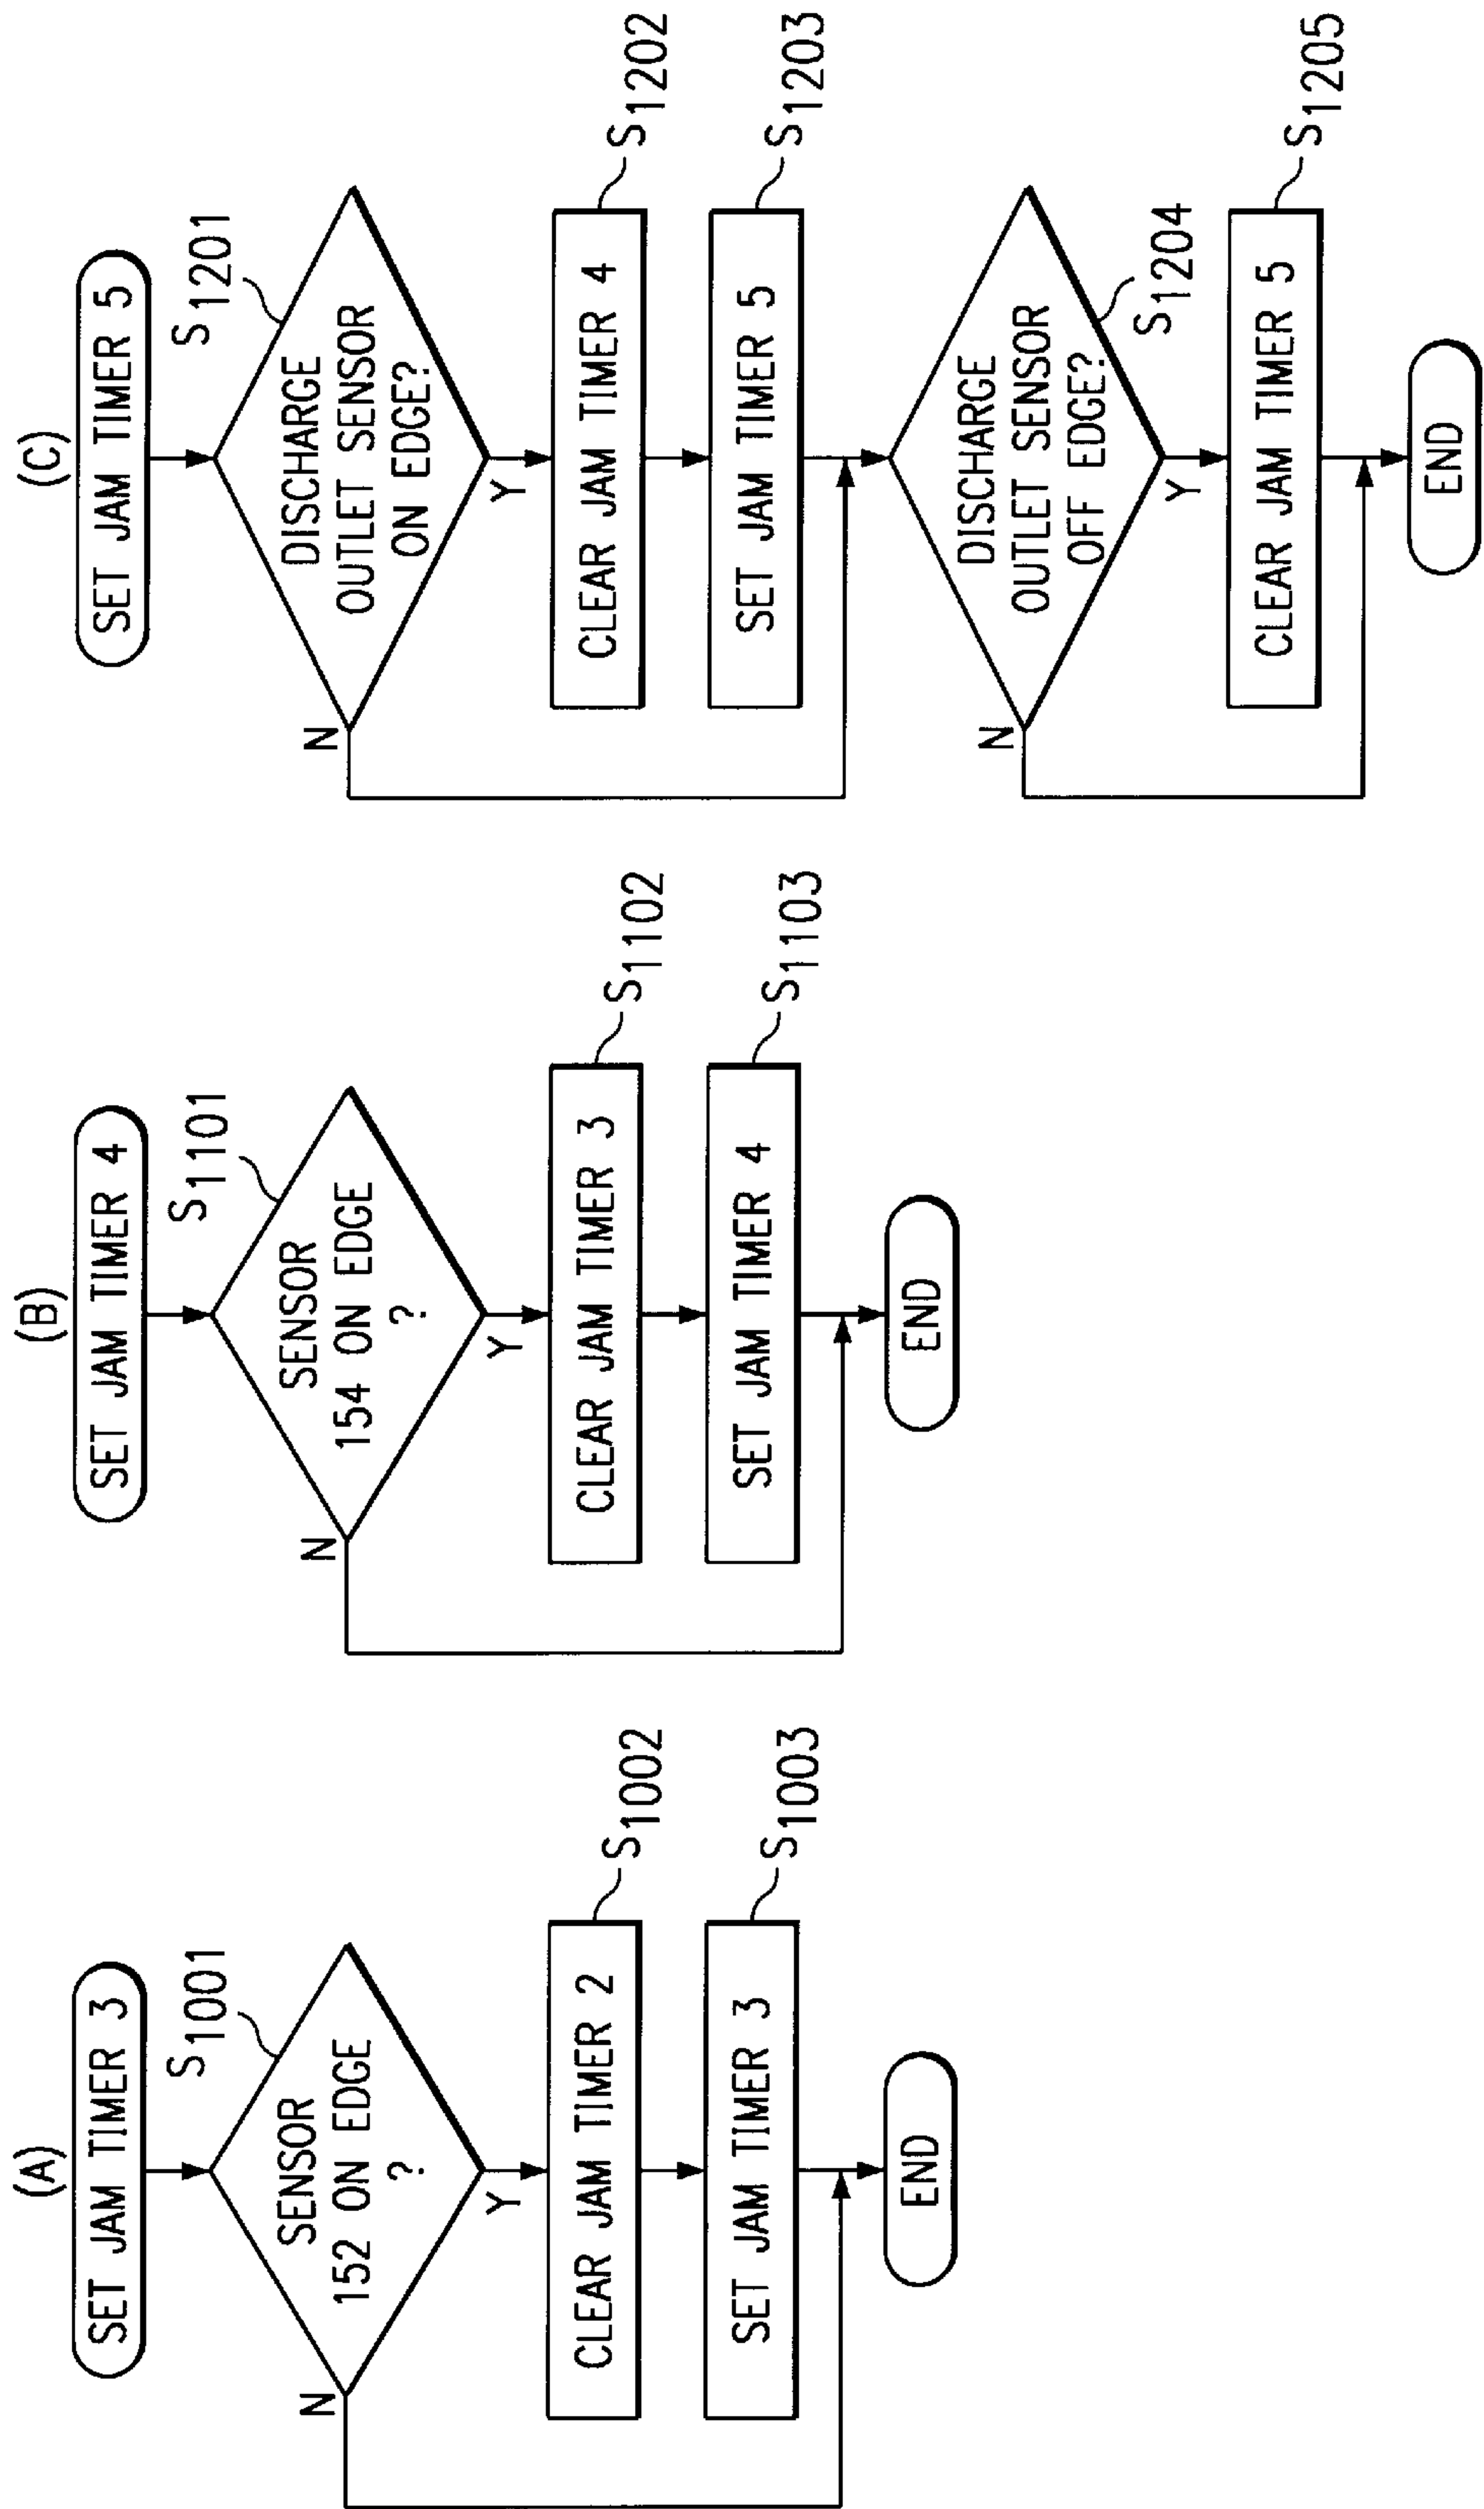 (A)
SET JAM TIMER 3
S1001
SENSOR
152 ON EDGE
?
N
Y
CLEAR JAM TIMER 2
S1002
SET JAM TIMER 3
S1003
END
(B)
SET JAM TIMER 4
S1101
SENSOR
154 ON EDGE
?
N
Y
CLEAR JAM TIMER 3
S1102
SET JAM TIMER 4
S1103
END
(C)
SET JAM TIMER 5
S1201
DISCHARGE
OUTLET SENSOR
ON EDGE?
N
Y
CLEAR JAM TIMER 4
S1202
SET JAM TIMER 5
S1203
DISCHARGE
OUTLET SENSOR
OFF EDGE?
S1204
N
Y
CLEAR JAM TIMER 5
S1205
END